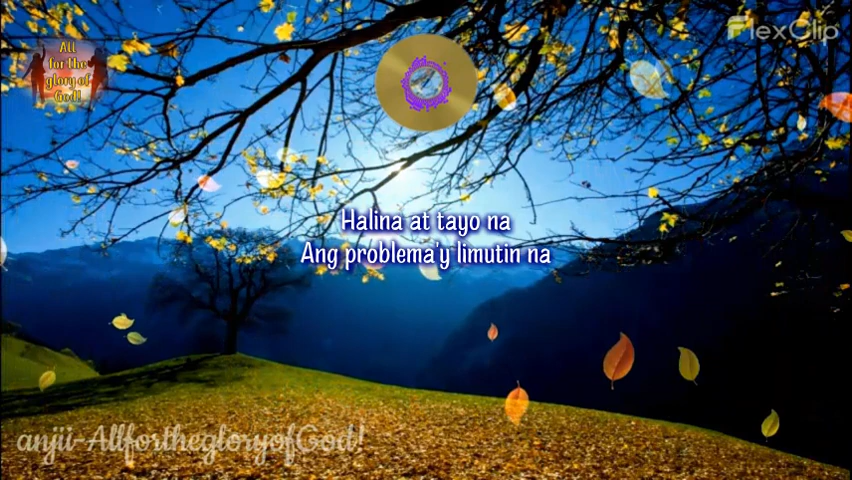 All
for the
glory of
God!
FlexClip
Halina at tayo na
Ang problema'y limutin na
anjii-AllforthegloryofGod!